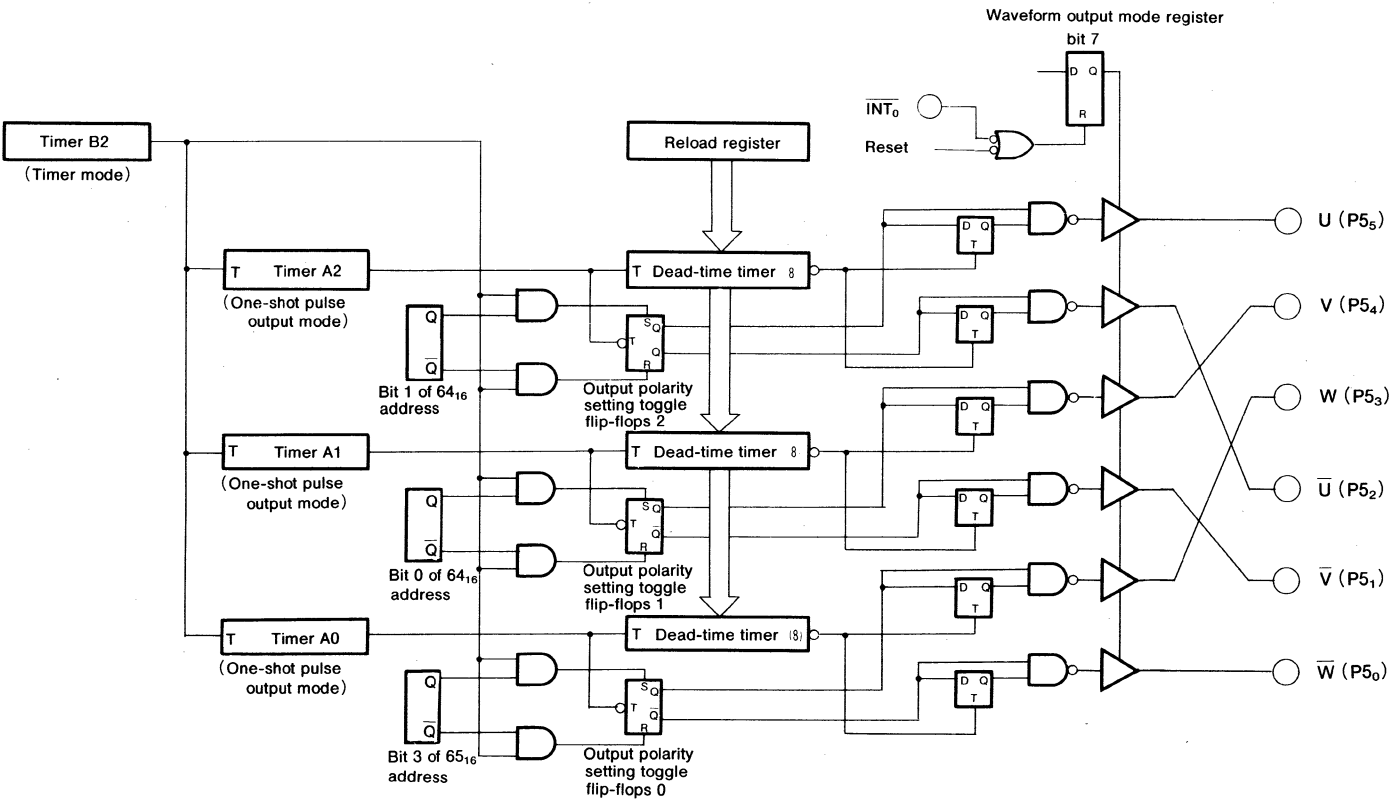 Waveform output mode register
bit 7
D Q
R
INT0
Reset
Timer B2
(Timer mode)
Reload register
U (P55)
D Q
T
T Timer A2
(One-shot pulse
output mode)
T Dead-time timer 8
V (P54)
D Q
T
Q
Q̅
Bit 1 of 6416
address
S Q
T
Q
R
Output polarity
setting toggle
flip-flops 2
W (P53)
D Q
T
T Timer A1
(One-shot pulse
output mode)
T Dead-time timer 8
U̅ (P52)
D Q
T
Q
Q̅
Bit 0 of 6416
address
S Q
T
Q̅
R
Output polarity
setting toggle
flip-flops 1
V̅ (P51)
D Q
T
T Timer A0
(One-shot pulse
output mode)
T Dead-time timer (8)
W̅ (P50)
D Q
T
Q
Q̅
Bit 3 of 6516
address
S Q
T
Q̅
R
Output polarity
setting toggle
flip-flops 0